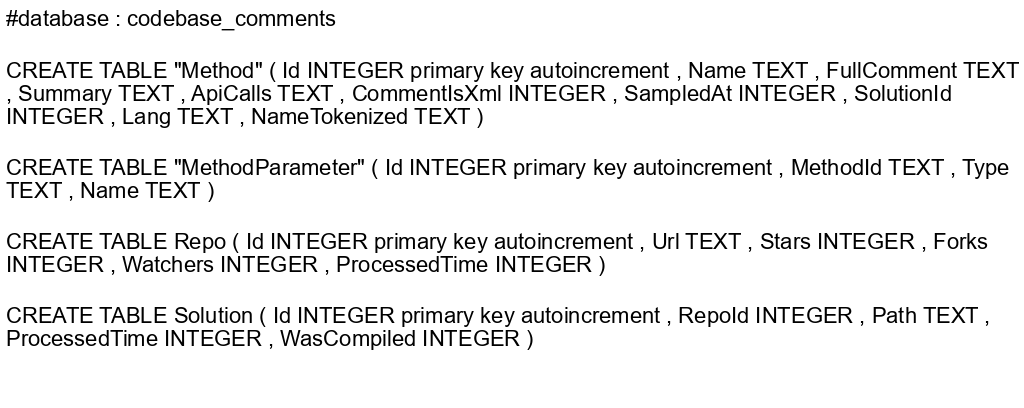 #database : codebase_comments
CREATE TABLE "Method" ( Id INTEGER primary key autoincrement , Name TEXT , FullComment TEXT
, Summary TEXT , ApiCalls TEXT , CommentIsXml INTEGER , SampledAt INTEGER , SolutionId
INTEGER , Lang TEXT , NameTokenized TEXT )
CREATE TABLE "MethodParameter" ( Id INTEGER primary key autoincrement , MethodId TEXT , Type
TEXT , Name TEXT )
CREATE TABLE Repo ( Id INTEGER primary key autoincrement , Url TEXT , Stars INTEGER , Forks
INTEGER , Watchers INTEGER , ProcessedTime INTEGER )
CREATE TABLE Solution ( Id INTEGER primary key autoincrement , RepoId INTEGER , Path TEXT ,
ProcessedTime INTEGER , WasCompiled INTEGER )